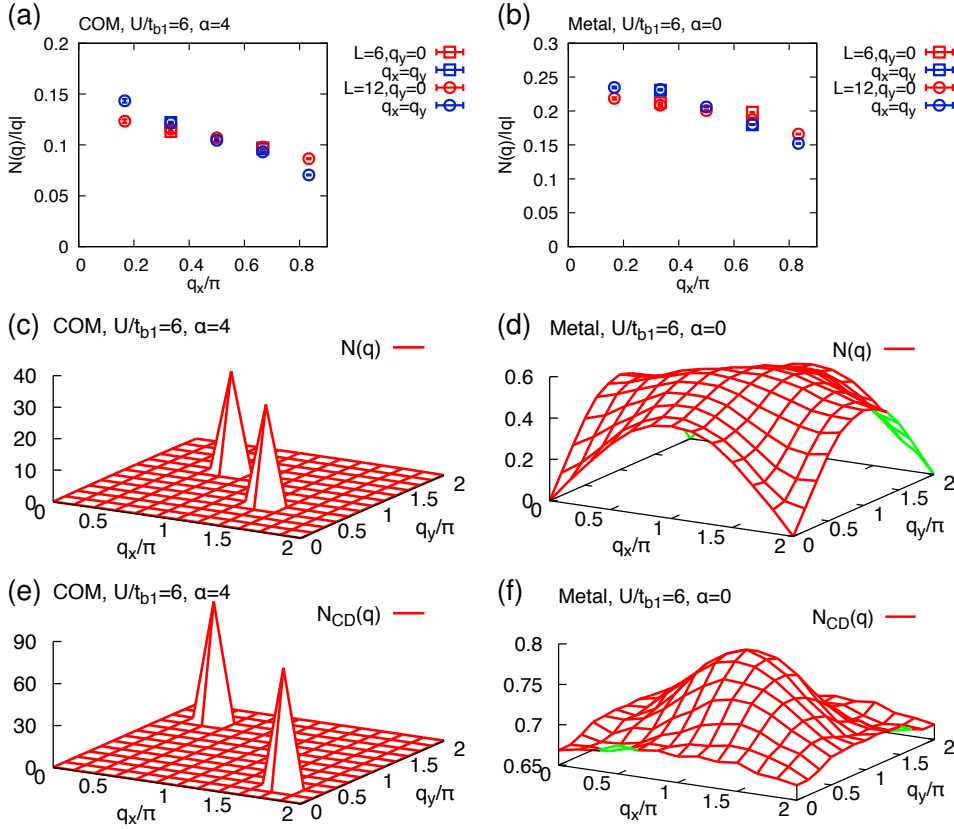 (a)
COM, U/t_b1=6, α=4
N(q)/|q|
0.2
0.15
0.1
0.05
0
0
0.2
0.4
0.6
0.8
q_x/π
L=6,q_y=0
q_x=q_y
L=12,q_y=0
q_x=q_y
(b)
Metal, U/t_b1=6, α=0
N(q)/|q|
0.3
0.25
0.2
0.15
0.1
0.05
0
0
0.2
0.4
0.6
0.8
q_x/π
L=6,q_y=0
q_x=q_y
L=12,q_y=0
q_x=q_y
(c)
COM, U/t_b1=6, α=4
N(q)
40
30
20
10
0
0
0.5
1
1.5
2
q_x/π
0
0.5
1
1.5
2
q_y/π
(d)
Metal, U/t_b1=6, α=0
N(q)
0.6
0.4
0.2
0
0
0.5
1
1.5
2
q_x/π
0
0.5
1
1.5
2
q_y/π
(e)
COM, U/t_b1=6, α=4
N_CD(q)
90
60
30
0
0
0.5
1
1.5
2
q_x/π
0
0.5
1
1.5
2
q_y/π
(f)
Metal, U/t_b1=6, α=0
N_CD(q)
0.8
0.75
0.7
0.65
0
0.5
1
1.5
2
q_x/π
0
0.5
1
1.5
2
q_y/π